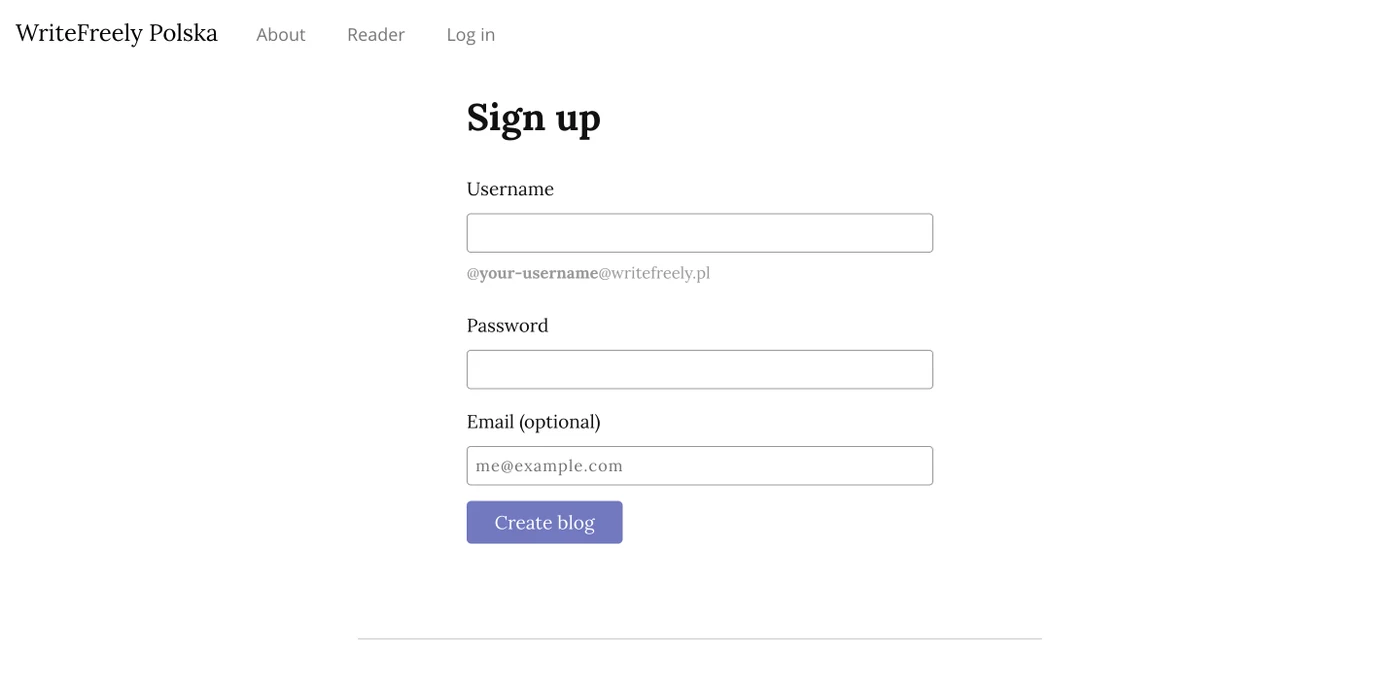 WriteFreely Polska About Reader Log in
Sign up
Username
@your-username@writefreely.pl
Password
Email (optional)
me@example.com
Create blog